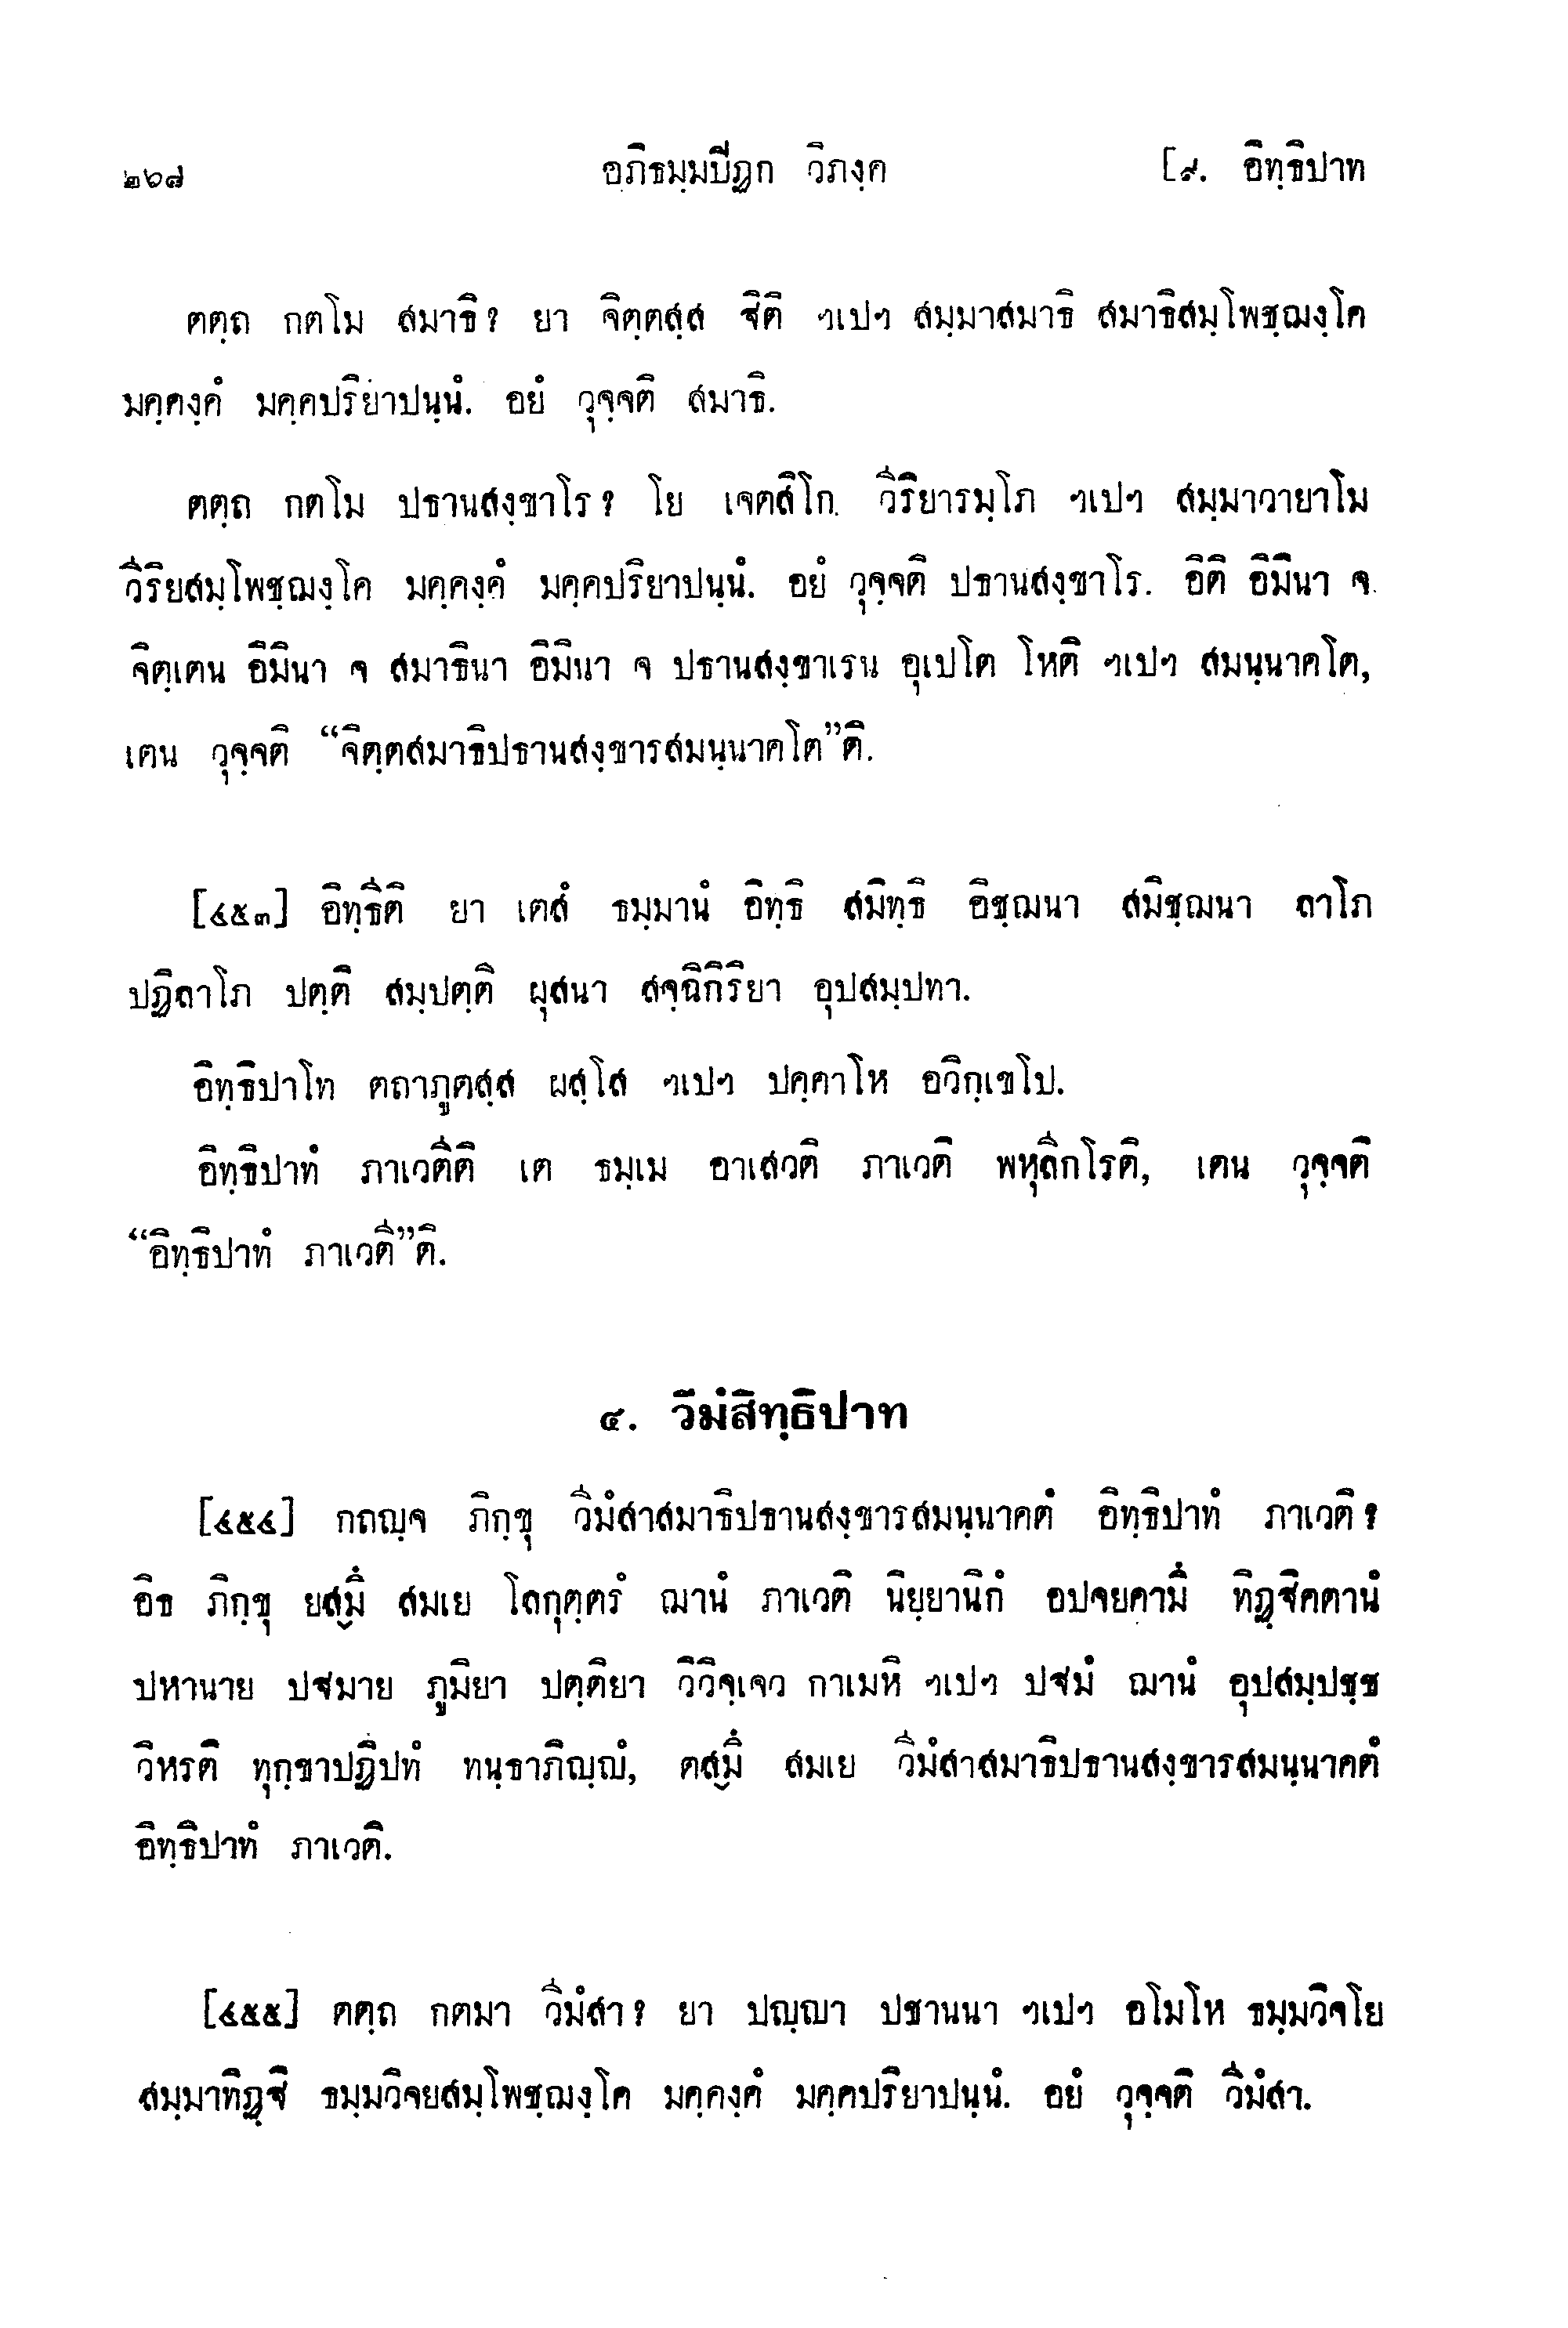 ๒๖๘ อภิธมฺมปีฏก วิภงฺค [๙. อิทฺธิปาท
ตตฺถ กตโม สมาธิ? ยา จิตฺตสฺส ฐิติ ฯเปฯ สมฺมาสมาธิ สมาธิสมฺโพชฺฌงฺโค
มคฺคงฺคํ มคฺคปริยาปนฺนํ. อยํ วุจฺจติ สมาธิ.
ตตฺถ กตโม ปธานสงฺขาโร? โย เจตสิโก วีริยารมฺโภ ฯเปฯ สมฺมาวายาโม
วีริยสมฺโพชฺฌงฺโค มคฺคงฺคํ มคฺคปริยาปนฺนํ. อยํ วุจฺจติ ปธานสงฺขาโร. อิติ อิมินา จ
จิตฺเตน อิมินา จ สมาธินา อิมินา จ ปธานสงฺขาเรน อุเปโต โหติ ฯเปฯ สมนฺนาคโต,
เตน วุจฺจติ “จิตฺตสมาธิปธานสงฺขารสมนฺนาคโต”ติ.
[๔๕๓] อิทฺธีติ ยา เตสํ ธมฺมานํ อิทฺธิ สมิทฺธิ อิชฺฌนา สมิชฺฌนา ลาโภ
ปฏิลาโภ ปตฺติ สมฺปตฺติ ผุสนา สจฺฉิกิริยา อุปสมฺปทา.
อิทฺธิปาโท ตถาภูตสฺส ผสฺโส ฯเปฯ ปคฺคาโห อวิกฺเขโป.
อิทฺธิปาทํ ภาเวตีติ เต ธมฺเม อาเสวติ ภาเวติ พหุลีกโรติ, เตน วุจฺจติ
“อิทฺธิปาทํ ภาเวตี”ติ.
๔. วีมํสิทฺธิปาท
[๔๕๔] กถญฺจ ภิกฺขุ วีมํสาสมาธิปธานสงฺขารสมนฺนาคตํ อิทฺธิปาทํ ภาเวติ?
อิธ ภิกฺขุ ยสฺมึ สมเย โลกุตฺตรํ ฌานํ ภาเวติ นิยฺยานิกํ อปจยคามึ ทิฏฺฐิคตานํ
ปหานาย ปฐมาย ภูมิยา ปตฺติยา วิวิจฺเจว กาเมหิ ฯเปฯ ปฐมํ ฌานํ อุปสมฺปชฺช
วิหรติ ทุกฺขาปฏิปทํ ทนฺธาภิญฺญํ, ตสฺมึ สมเย วีมํสาสมาธิปธานสงฺขารสมนฺนาคตํ
อิทฺธิปาทํ ภาเวติ.
[๔๕๕] ตตฺถ กตมา วีมํสา? ยา ปญฺญา ปชานนา ฯเปฯ อโมโห ธมฺมวิจโย
สมฺมาทิฏฺฐิ ธมฺมวิจยสมฺโพชฺฌงฺโค มคฺคงฺคํ มคฺคปริยาปนฺนํ. อยํ วุจฺจติ วีมํสา.